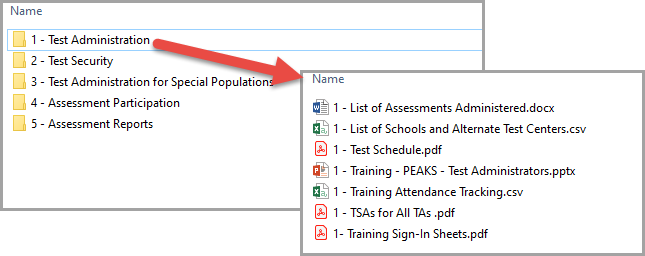 Name
1 - Test Administration
2 - Test Security
3 - Test Administration for Special Populations
4 - Assessment Participation
5 - Assessment Reports
Name
1 - List of Assessments Administered.docx
1 - List of Schools and Alternate Test Centers.csv
1 - Test Schedule.pdf
1 - Training - PEAKS - Test Administrators.pptx
1 - Training Attendance Tracking.csv
1 - TSAs for All TAs .pdf
1- Training Sign-In Sheets.pdf